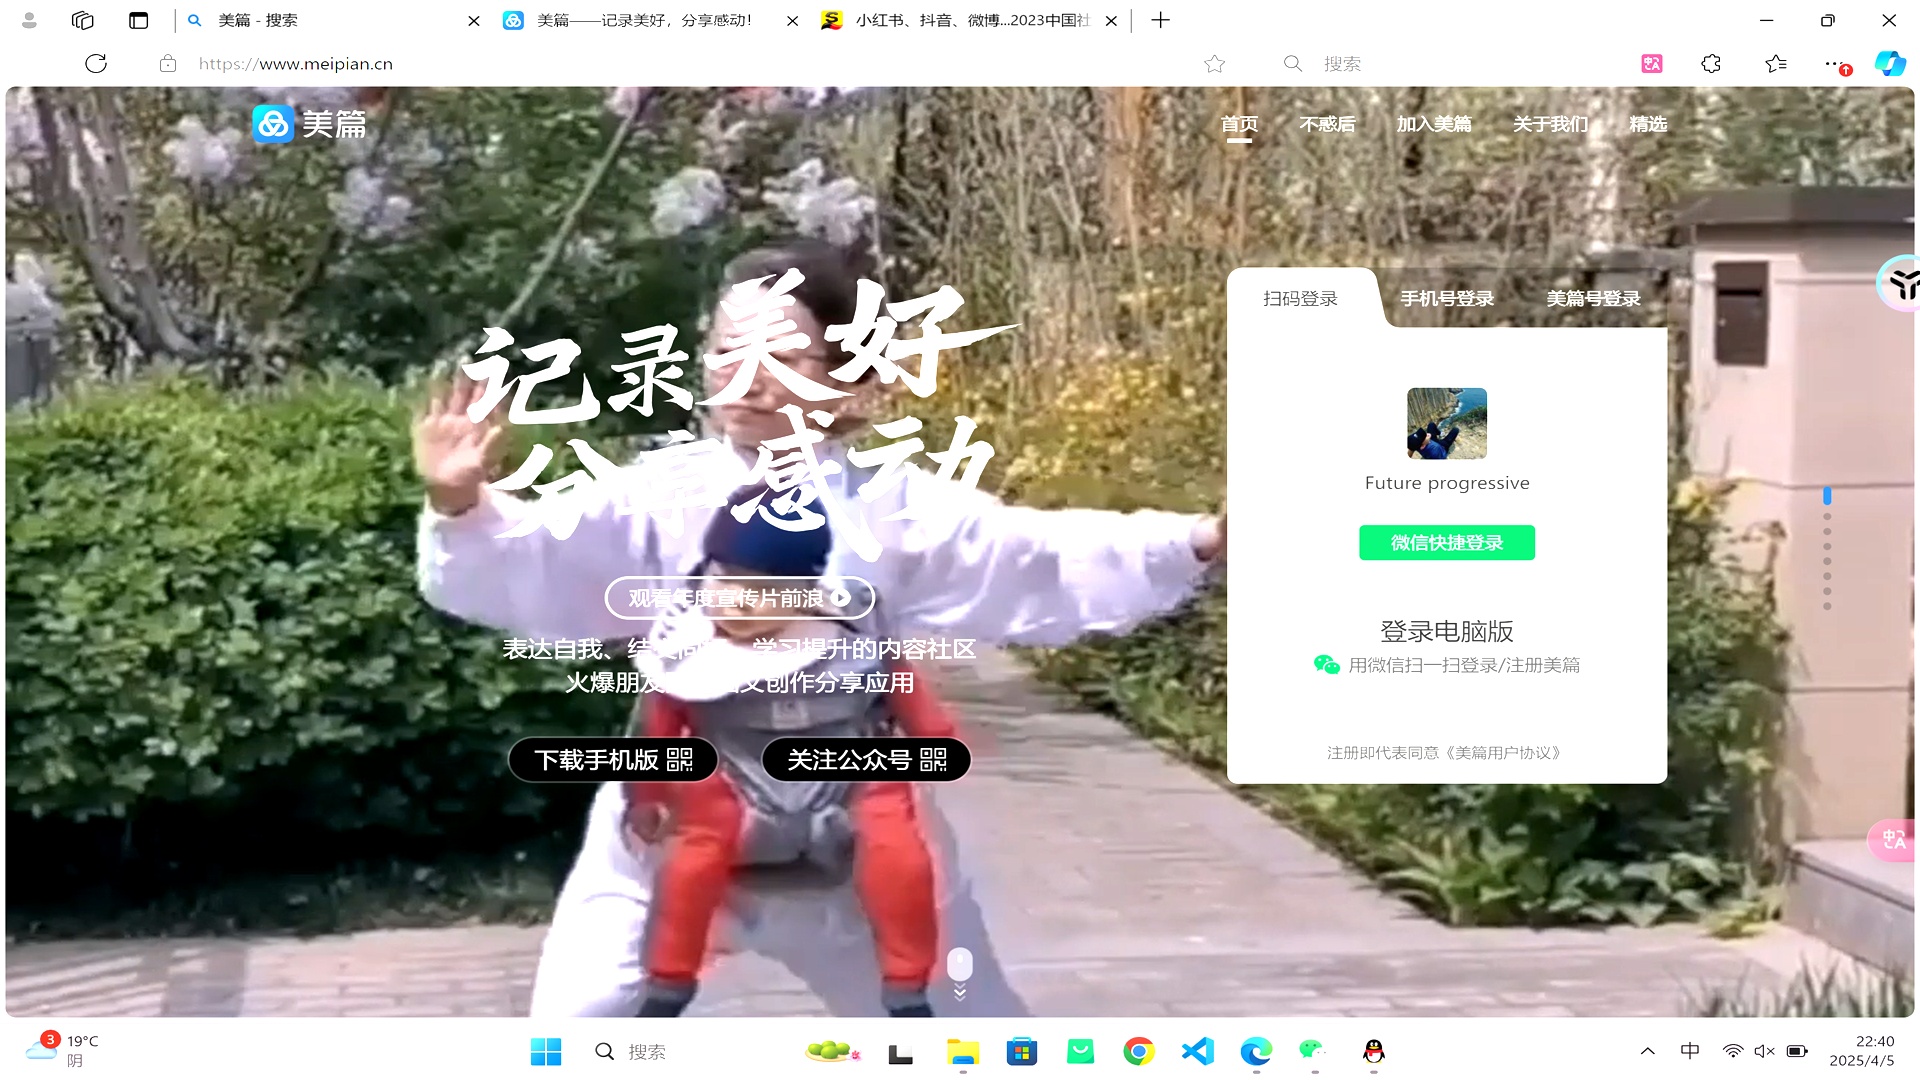 美篇 - 搜索
美篇——记录美好，分享感动！
小红书、抖音、微博...2023中国社
https://www.meipian.cn
搜索
美篇
首页 不惑后 加入美篇 关于我们 精选
记录美好
分享感动
观看年度宣传片前浪
表达自我、结交同好、学习提升的内容社区
火爆朋友 文创作分享应用
下载手机版
关注公众号
扫码登录 手机号登录 美篇号登录
Future progressive
微信快捷登录
登录电脑版
用微信扫一扫登录/注册美篇
注册即代表同意《美篇用户协议》
3
19°C
阴
搜索
中
22:40
2025/4/5